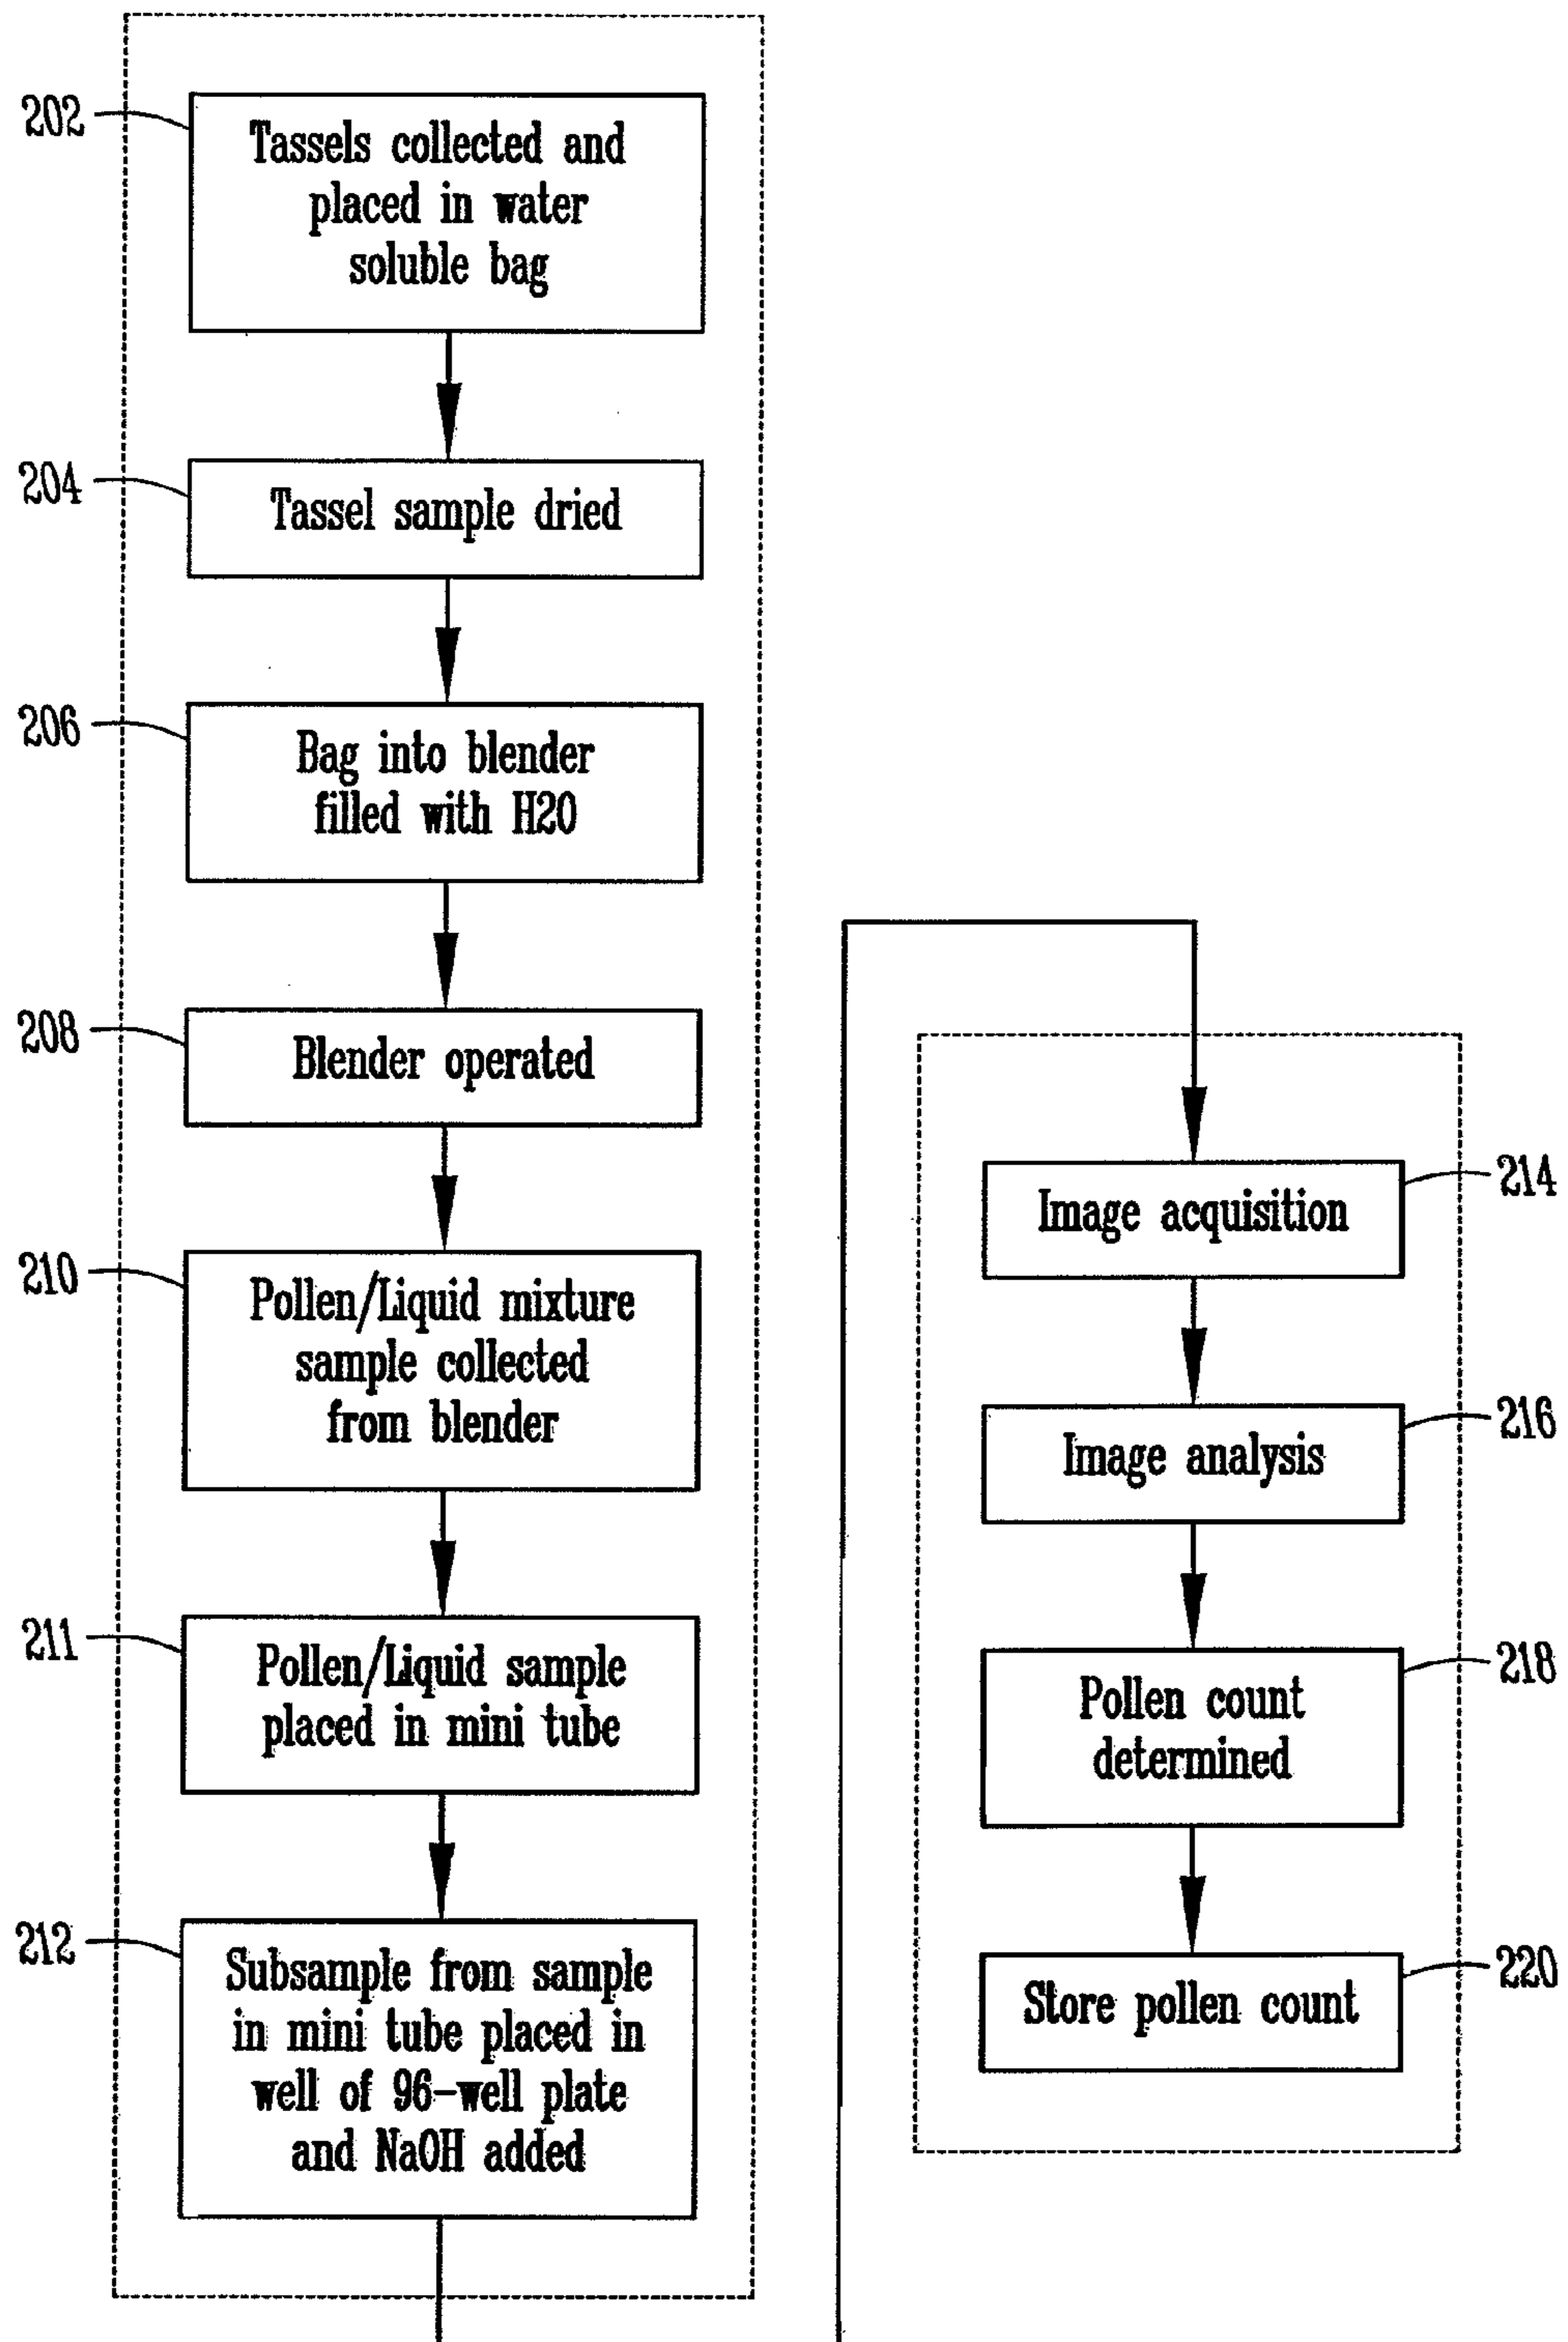 202
Tassels collected and
placed in water
soluble bag
204
Tassel sample dried
206
Bag into blender
filled with H20
208
Blender operated
210
Pollen/Liquid mixture
sample collected
from blender
211
Pollen/Liquid sample
placed in mini tube
212
Subsample from sample
in mini tube placed in
well of 96-well plate
and NaOH added
214
Image acquisition
216
Image analysis
218
Pollen count
determined
220
Store pollen count